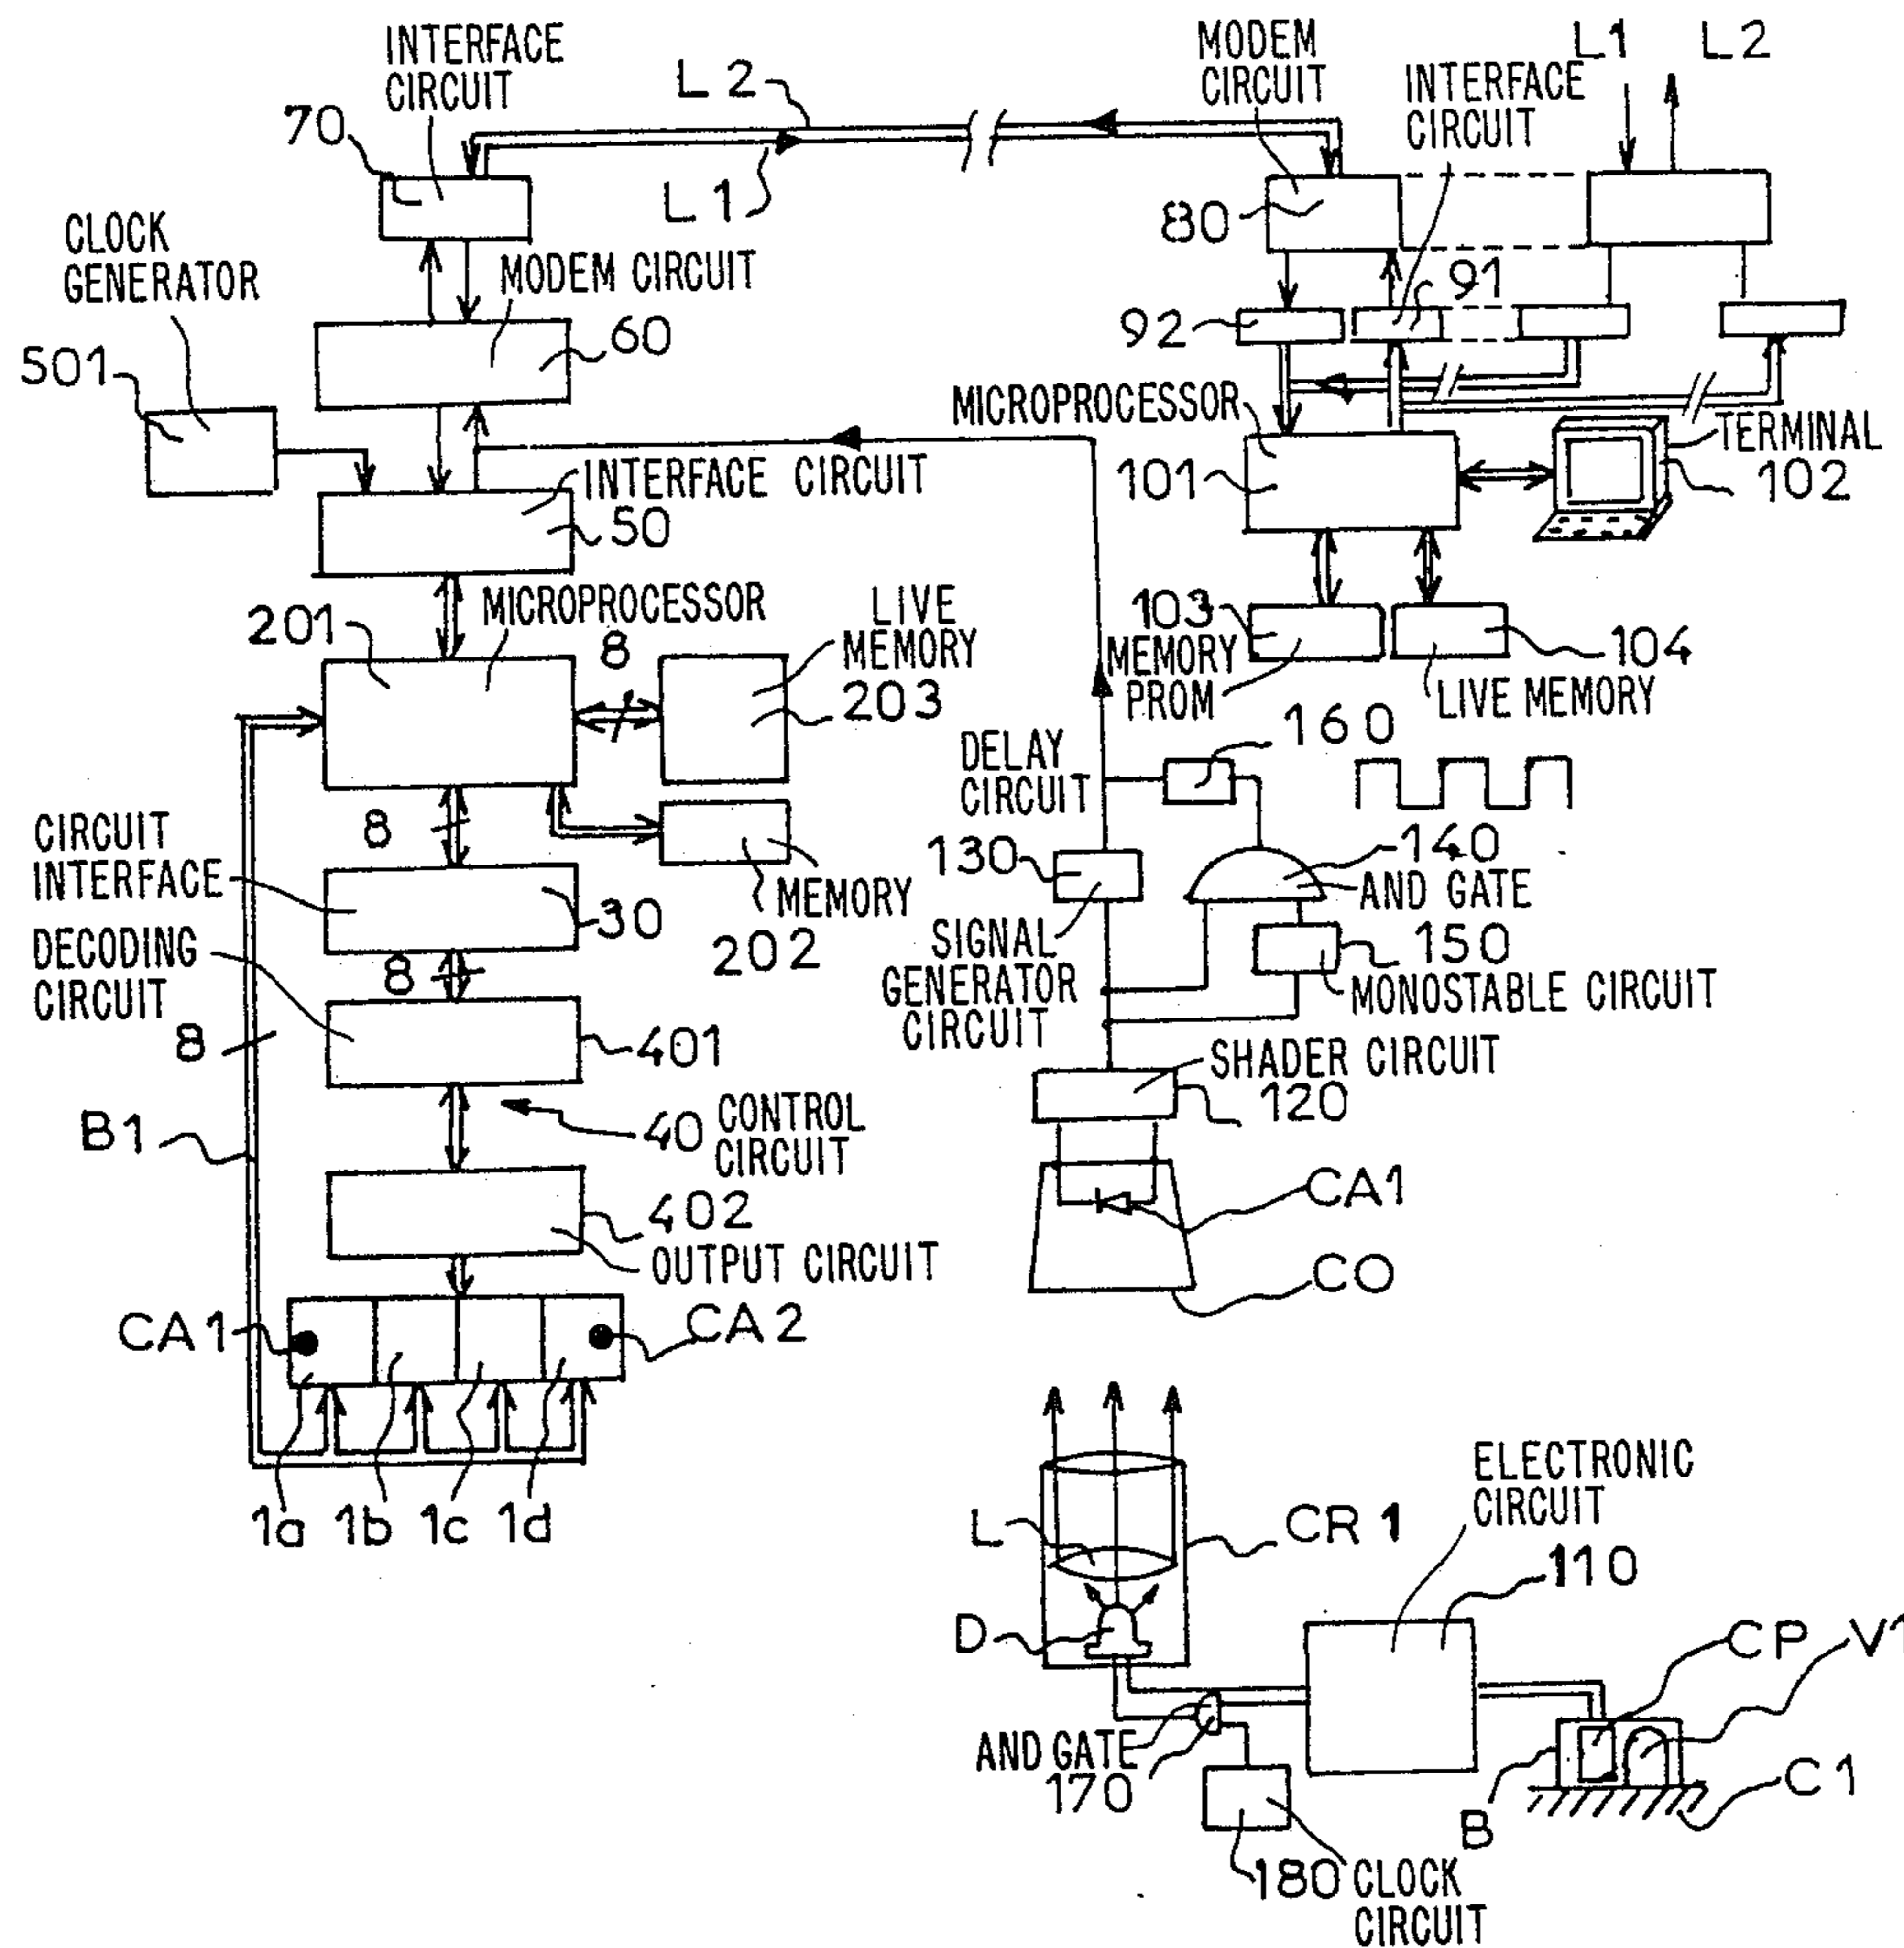 INTERFACE
CIRCUIT
70
L2
L1
MODEM
CIRCUIT
80
INTERFACE
CIRCUIT
L1
L2
CLOCK
GENERATOR
501
MODEM CIRCUIT
60
92
91
MICROPROCESSOR
101
TERMINAL
102
INTERFACE CIRCUIT
50
103
MEMORY
PROM
104
LIVE MEMORY
201
MICROPROCESSOR
8
LIVE
MEMORY
203
8
MEMORY
202
CIRCUIT
INTERFACE
30
8
DECODING
CIRCUIT
401
8
B1
40 CONTROL
CIRCUIT
402
OUTPUT CIRCUIT
CA1
CA2
1a 1b 1c 1d
DELAY
CIRCUIT
160
130
140
AND GATE
SIGNAL
GENERATOR
CIRCUIT
150
MONOSTABLE CIRCUIT
SHADER CIRCUIT
120
CA1
CO
L
CR1
D
ELECTRONIC
CIRCUIT
110
CP
V1
AND GATE
170
B
C1
180 CLOCK
CIRCUIT